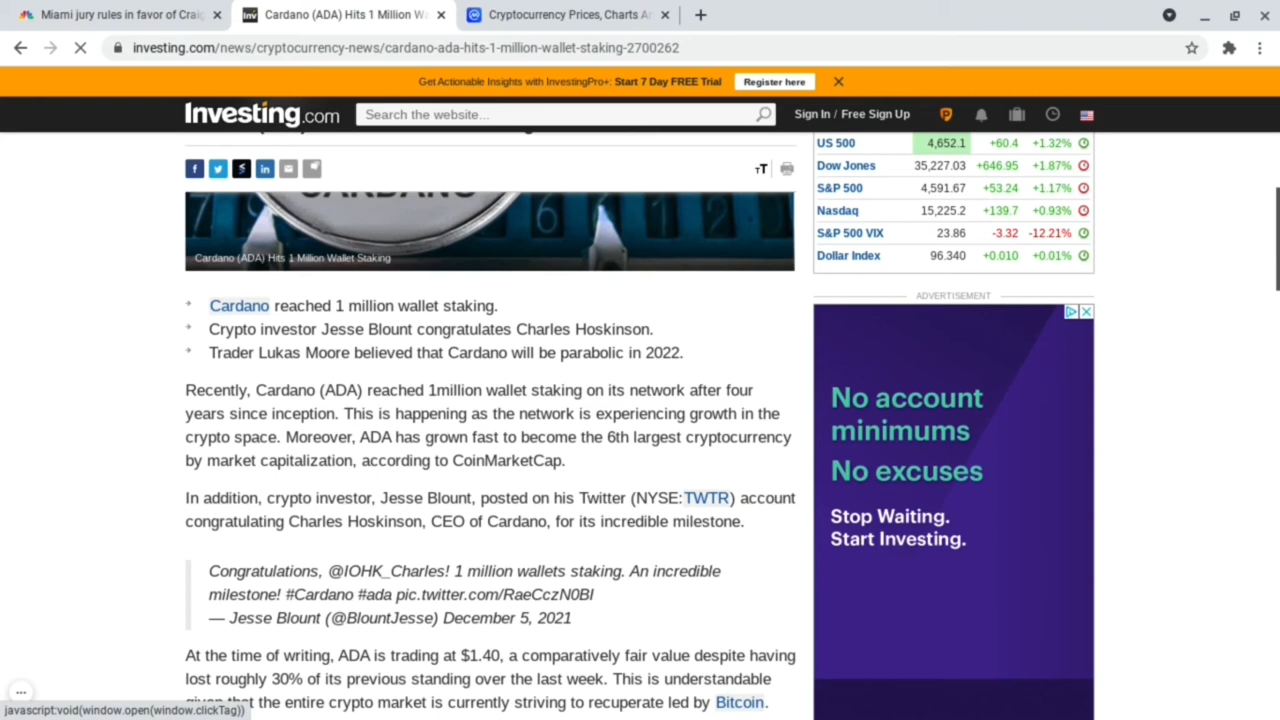 Miami jury rules in favor of Craig
Cardano (ADA) Hits 1 Million Wa
Cryptocurrency Prices, Charts An
investing.com/news/cryptocurrency-news/cardano-ada-hits-1-million-wallet-staking-2700262
Get Actionable Insights with InvestingPro+: Start 7 Day FREE Trial
Register here
Investing.com
Search the website...
Sign In / Free Sign Up
US 500 4,652.1 +60.4 +1.32%
Dow Jones 35,227.03 +646.95 +1.87%
S&P 500 4,591.67 +53.24 +1.17%
Nasdaq 15,225.2 +139.7 +0.93%
S&P 500 VIX 23.86 -3.32 -12.21%
Dollar Index 96.340 +0.010 +0.01%
CARDANO
7 9 6 1
Cardano (ADA) Hits 1 Million Wallet Staking
Cardano reached 1 million wallet staking.
Crypto investor Jesse Blount congratulates Charles Hoskinson.
Trader Lukas Moore believed that Cardano will be parabolic in 2022.
Recently, Cardano (ADA) reached 1million wallet staking on its network after four
years since inception. This is happening as the network is experiencing growth in the
crypto space. Moreover, ADA has grown fast to become the 6th largest cryptocurrency
by market capitalization, according to CoinMarketCap.
In addition, crypto investor, Jesse Blount, posted on his Twitter (NYSE:TWTR) account
congratulating Charles Hoskinson, CEO of Cardano, for its incredible milestone.
Congratulations, @IOHK_Charles! 1 million wallets staking. An incredible
milestone! #Cardano #ada pic.twitter.com/RaeCczN0BI
— Jesse Blount (@BlountJesse) December 5, 2021
At the time of writing, ADA is trading at $1.40, a comparatively fair value despite having
lost roughly 30% of its previous standing over the last week. This is understandable
given that the entire crypto market is currently striving to recuperate led by Bitcoin.
ADVERTISEMENT
No account
minimums
No excuses
Stop Waiting.
Start Investing.
javascript:void(window.open(window.clickTag))